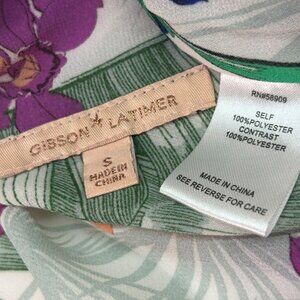 GIBSON LATIMER
S
MADE IN
CHINA
RN#58909
SELF
100%POLYESTER
CONTRAST
100%POLYESTER
MADE IN CHINA
SEE REVERSE FOR CARE